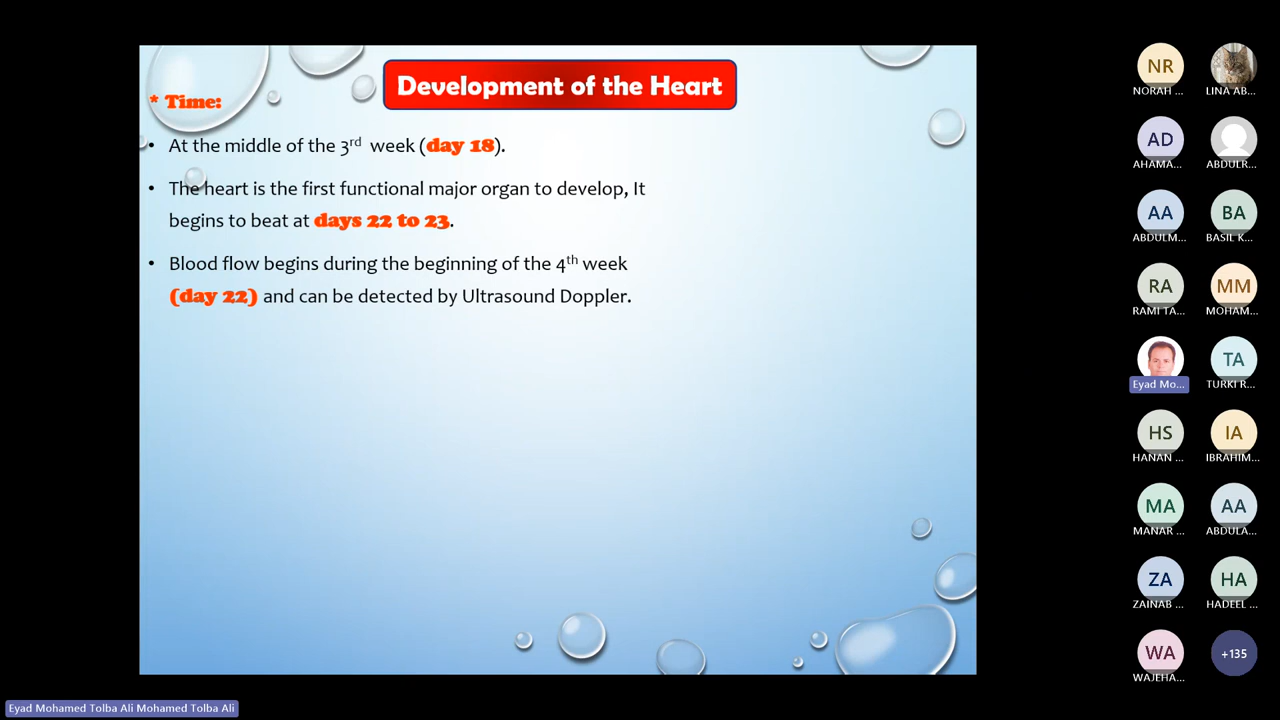 Development of the Heart
* Time:
• At the middle of the 3rd week (day 18).
• The heart is the first functional major organ to develop, It
begins to beat at days 22 to 23.
• Blood flow begins during the beginning of the 4th week
(day 22) and can be detected by Ultrasound Doppler.
NR
NORAH ...
LINA AB...
AD
AHAMA...
ABDULR...
AA
ABDULM...
BA
BASIL K...
RA
RAMI TA...
MM
MOHAM...
Eyad Mo...
TA
TURKI R...
HS
HANAN ...
IA
IBRAHIM...
MA
MANAR ...
AA
ABDULA...
ZA
ZAINAB ...
HA
HADEEL ...
WA
WAJEHA...
+135
Eyad Mohamed Tolba Ali Mohamed Tolba Ali